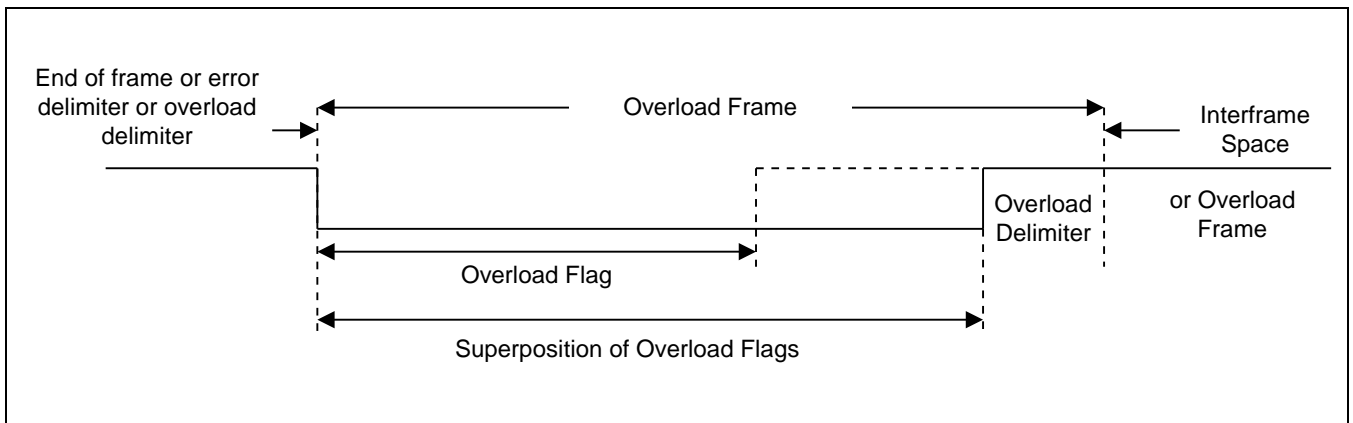 End of frame or error
delimiter or overload
delimiter
Overload Frame
Interframe
Space
Overload
Delimiter
or Overload
Frame
Overload Flag
Superposition of Overload Flags